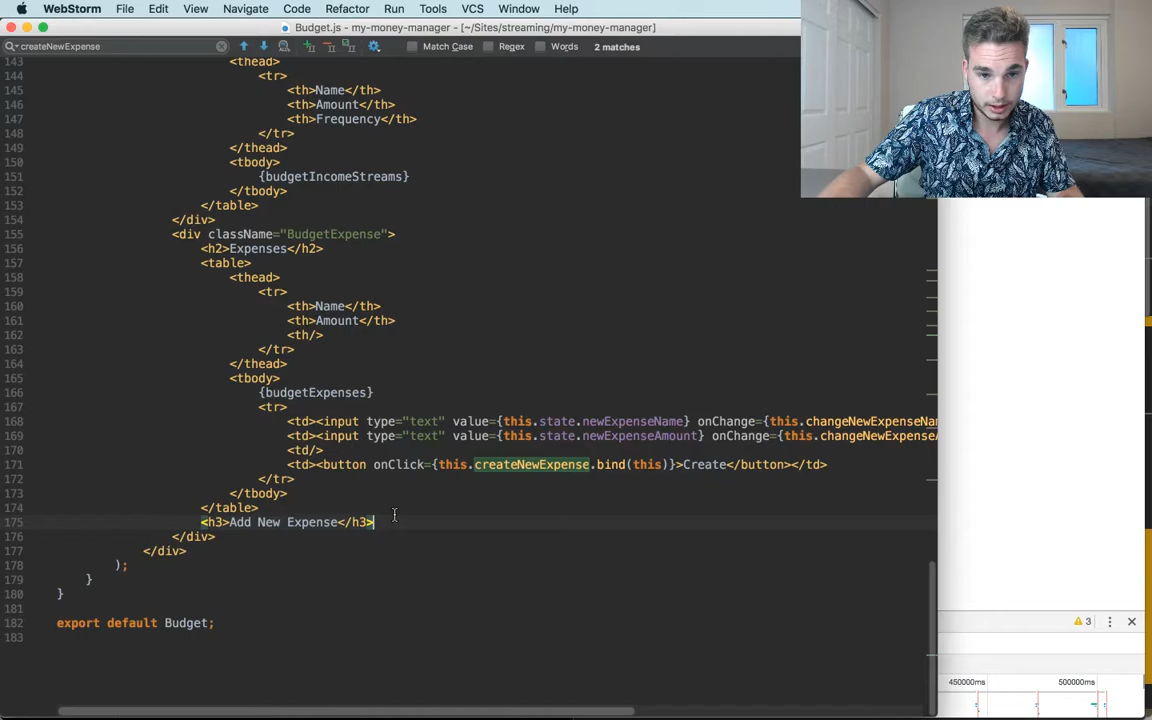 WebStorm File Edit View Navigate Code Refactor Run Tools VCS Window Help
Budget.js - my-money-manager - [~/Sites/streaming/my-money-manager]
createNewExpense Match Case Regex Words 2 matches
143 <thead>
144 <tr>
145 <th>Name</th>
146 <th>Amount</th>
147 <th>Frequency</th>
148 </tr>
149 </thead>
150 <tbody>
151 {budgetIncomeStreams}
152 </tbody>
153 </table>
154 </div>
155 <div className="BudgetExpense">
156 <h2>Expenses</h2>
157 <table>
158 <thead>
159 <tr>
160 <th>Name</th>
161 <th>Amount</th>
162 <th/>
163 </tr>
164 </thead>
165 <tbody>
166 {budgetExpenses}
167 <tr>
168 <td><input type="text" value={this.state.newExpenseName} onChange={this.changeNewExpenseNam
169 <td><input type="text" value={this.state.newExpenseAmount} onChange={this.changeNewExpenseA
170 <td/>
171 <td><button onClick={this.createNewExpense.bind(this)}>Create</button></td>
172 </tr>
173 </tbody>
174 </table>
175 <h3>Add New Expense</h3>
176 </div>
177 </div>
178 );
179 }
180 }
181
182 export default Budget;
183
3
450000ms 500000ms